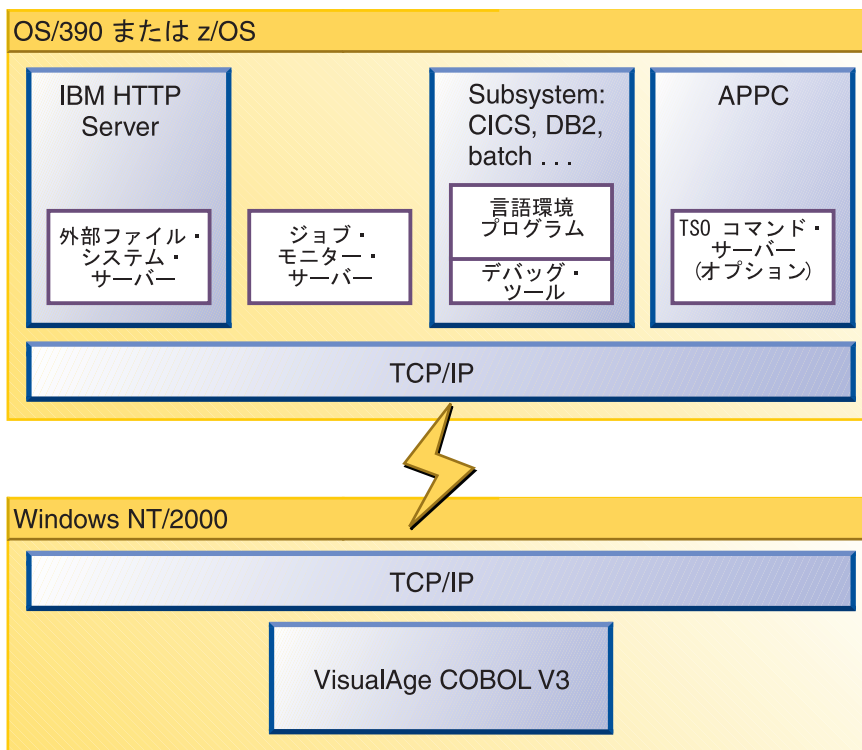 OS/390 または z/OS
IBM HTTP
Server
外部ファイル・
システム・
サーバー
ジョブ・
モニター・
サーバー
Subsystem:
CICS, DB2,
batch . . .
言語環境
プログラム
デバッグ・
ツール
APPC
TSO コマンド・
サーバー
(オプション)
TCP/IP
Windows NT/2000
TCP/IP
VisualAge COBOL V3